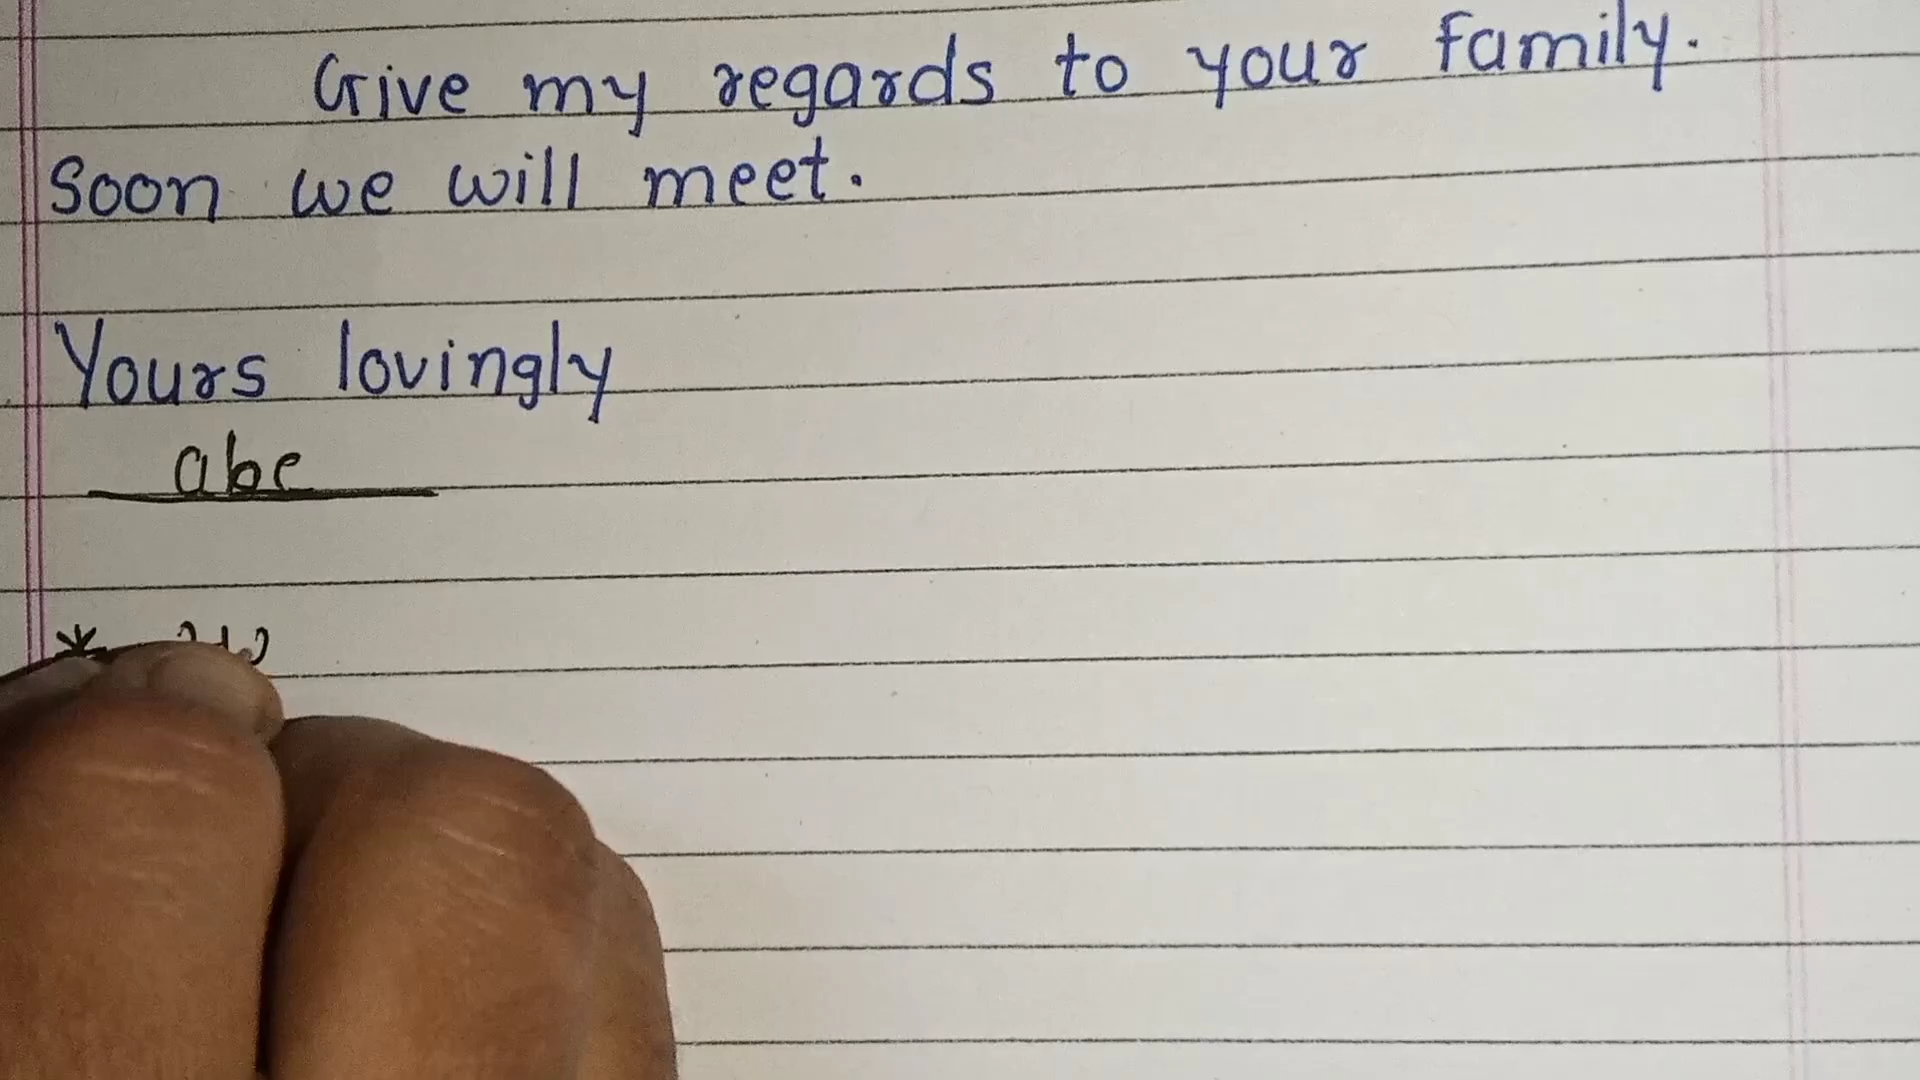 Give my regards to your family.
Soon we will meet.
Yours lovingly
abc
*